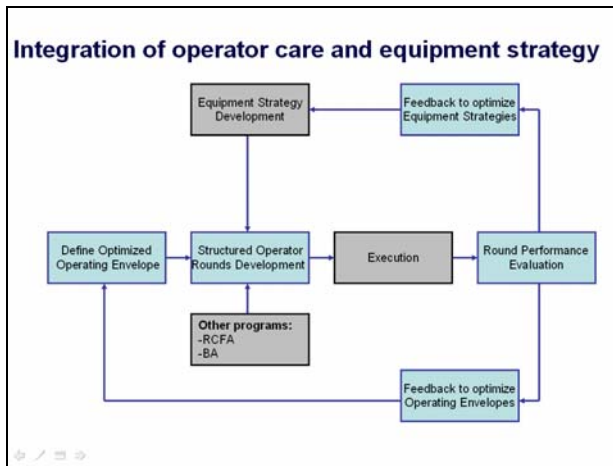 Integration of operator care and equipment strategy
Equipment Strategy
Development
Feedback to optimize
Equipment Strategies
Define Optimized
Operating Envelope
Structured Operator
Rounds Development
Execution
Round Performance
Evaluation
Other programs:
-RCFA
-BA
Feedback to optimize
Operating Envelopes